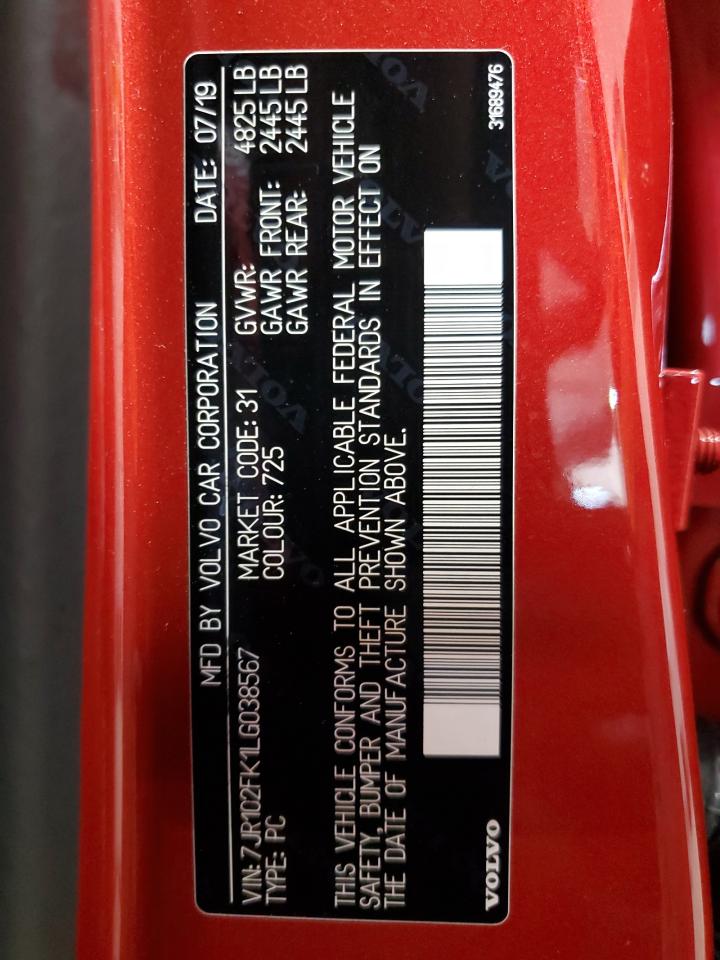 MFD BY VOLVO CAR CORPORATION DATE: 07/19
VIN: 7JR102FK1LG038567 MARKET CODE: 31 GVWR: 4825 LB
TYPE: PC COLOUR: 725 GAWR FRONT: 2445 LB
GAWR REAR: 2445 LB
THIS VEHICLE CONFORMS TO ALL APPLICABLE FEDERAL MOTOR VEHICLE
SAFETY, BUMPER AND THEFT PREVENTION STANDARDS IN EFFECT ON
THE DATE OF MANUFACTURE SHOWN ABOVE.
VOLVO 31689476